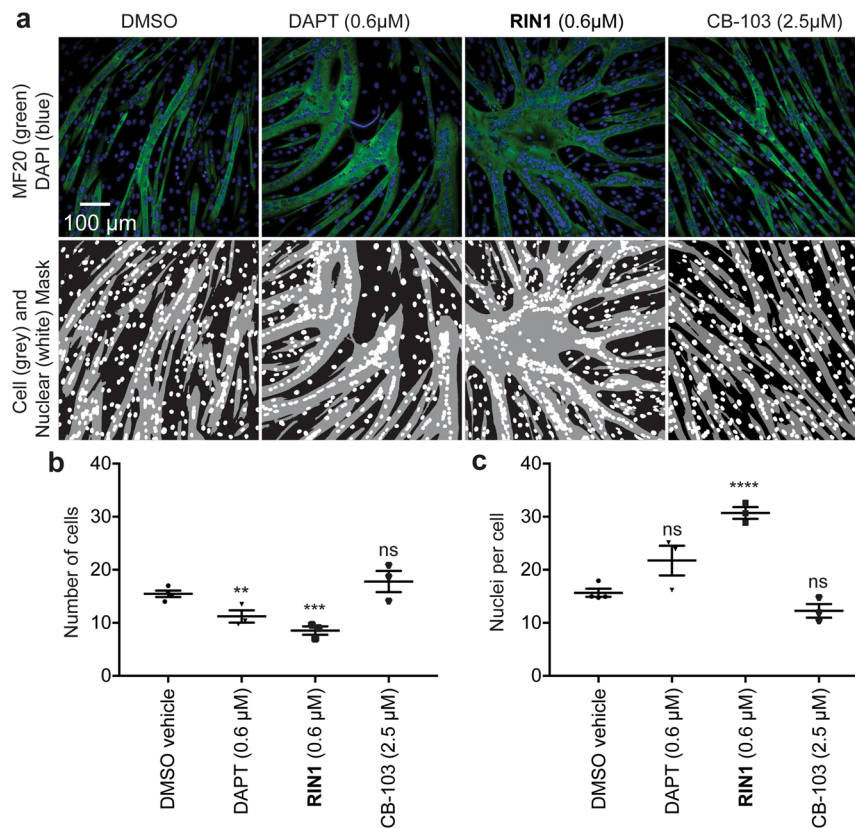 a
DMSO
DAPT (0.6µM)
RIN1 (0.6µM)
CB-103 (2.5µM)
MF20 (green)
DAPI (blue)
100 µm
Cell (grey) and
Nuclear (white) Mask
b
Number of cells
40
30
20
10
0
**
***
ns
DMSO vehicle
DAPT (0.6 µM)
RIN1 (0.6 µM)
CB-103 (2.5 µM)
c
Nuclei per cell
40
30
20
10
0
ns
****
ns
DMSO vehicle
DAPT (0.6 µM)
RIN1 (0.6 µM)
CB-103 (2.5 µM)